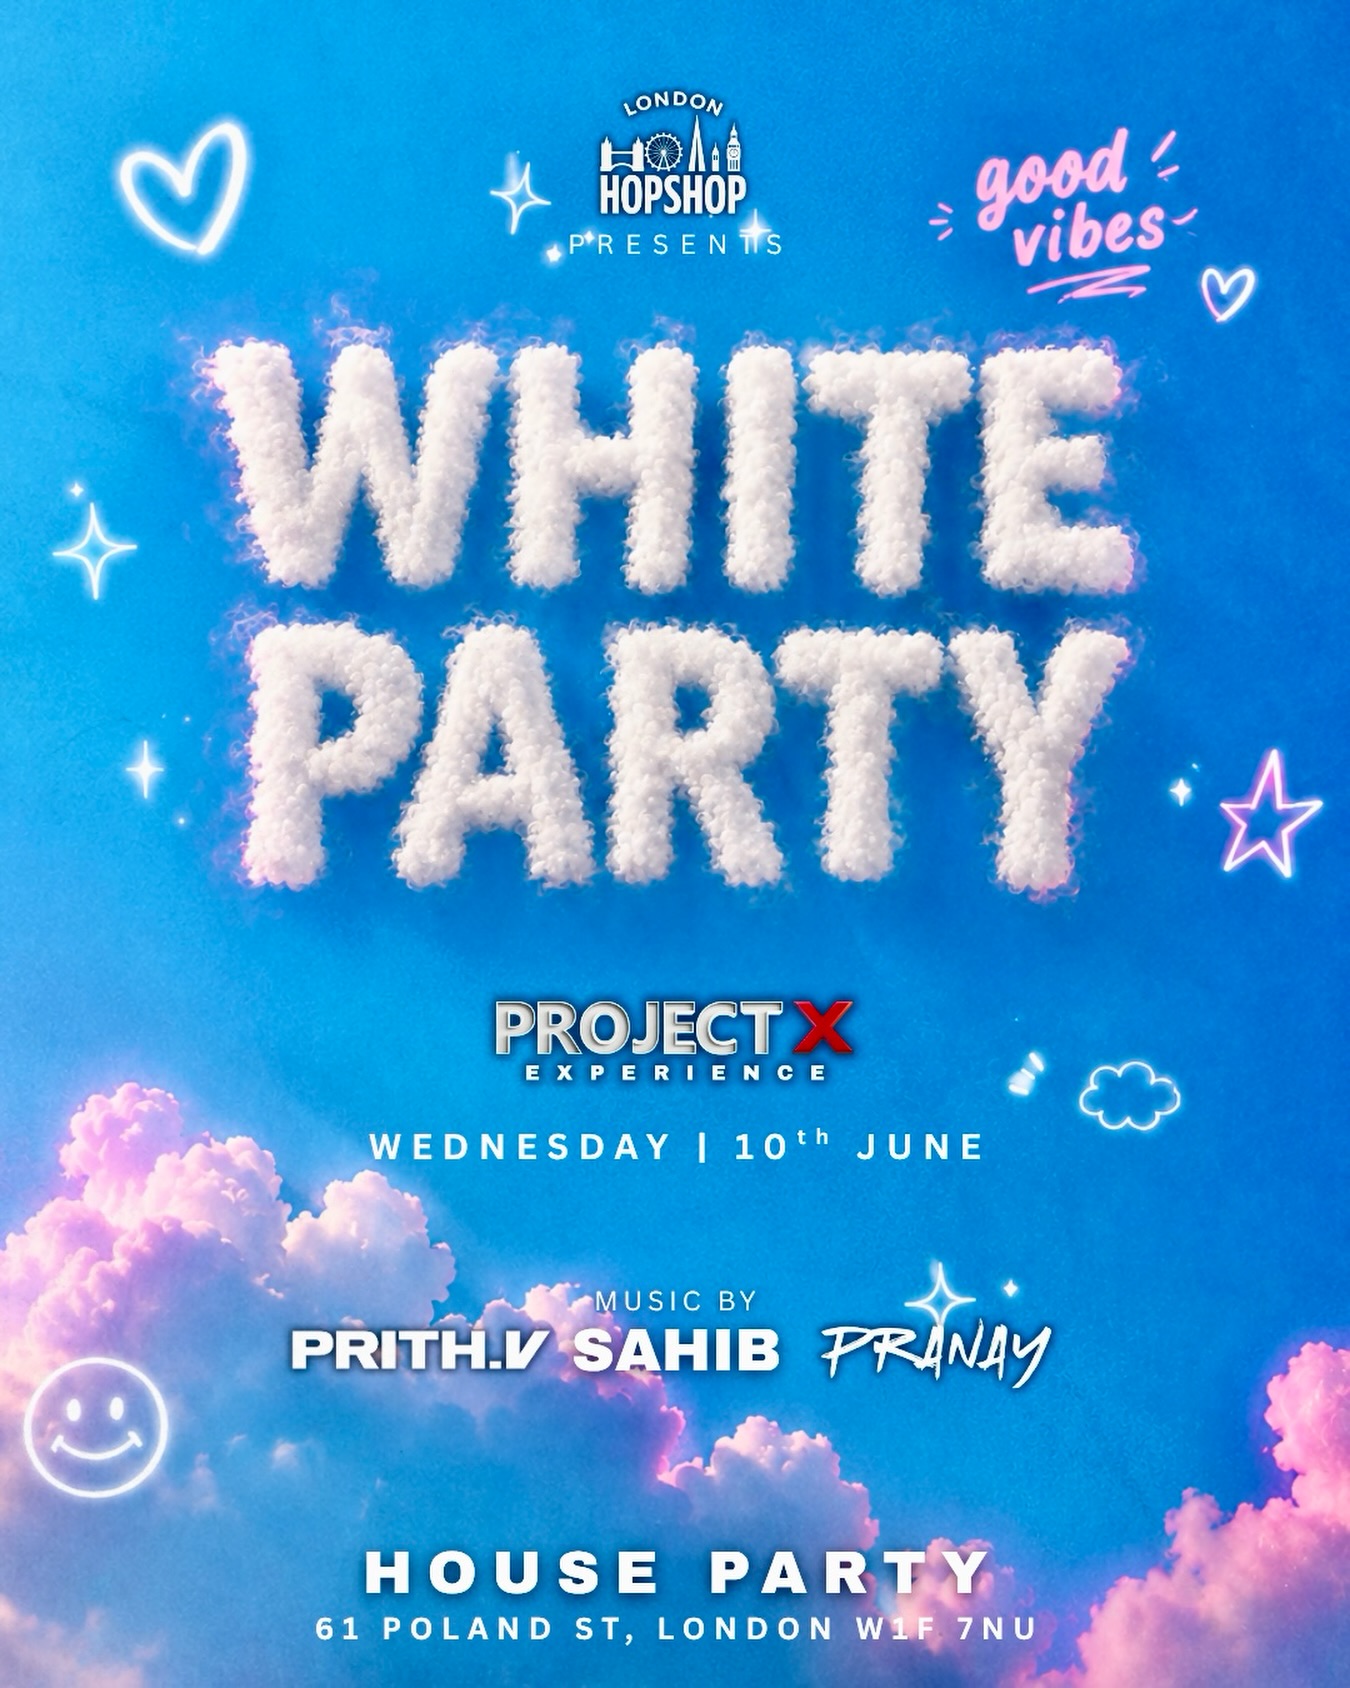 LONDON
HOPSHOP
PRESENTS
good
vibes
WHITE
PARTY
PROJECT X
EXPERIENCE
WEDNESDAY | 10th JUNE
MUSIC BY
PRITH.V SAHIB PRANAY
HOUSE PARTY
61 POLAND ST, LONDON W1F 7NU